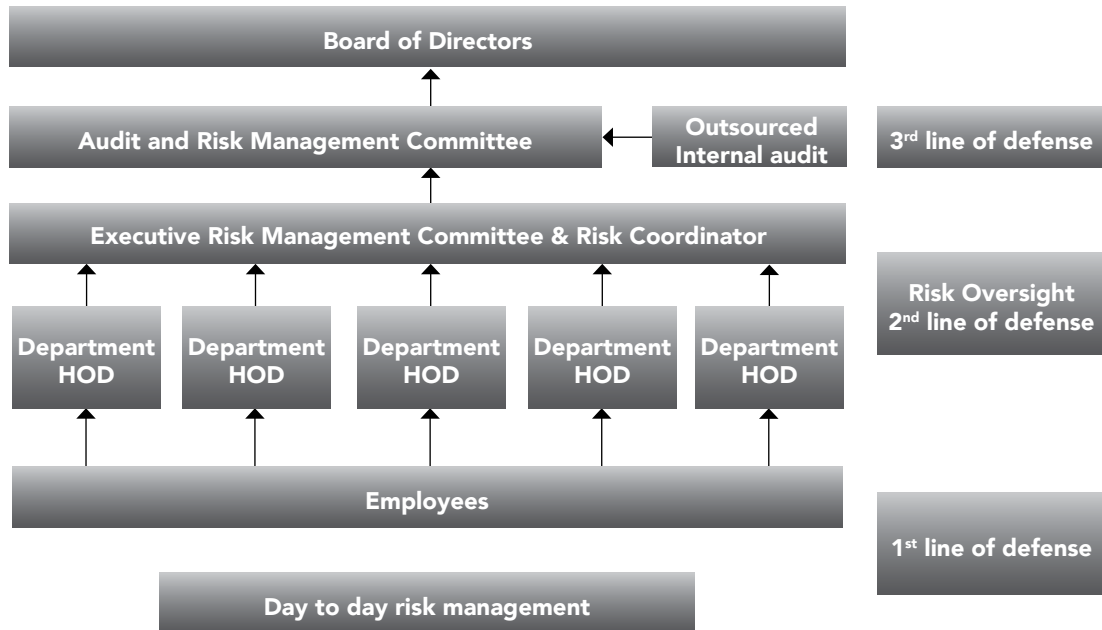 Board of Directors
Audit and Risk Management Committee
Outsourced
Internal audit
3rd line of defense
Executive Risk Management Committee & Risk Coordinator
Risk Oversight
2nd line of defense
Department
HOD
Department
HOD
Department
HOD
Department
HOD
Department
HOD
Employees
1st line of defense
Day to day risk management